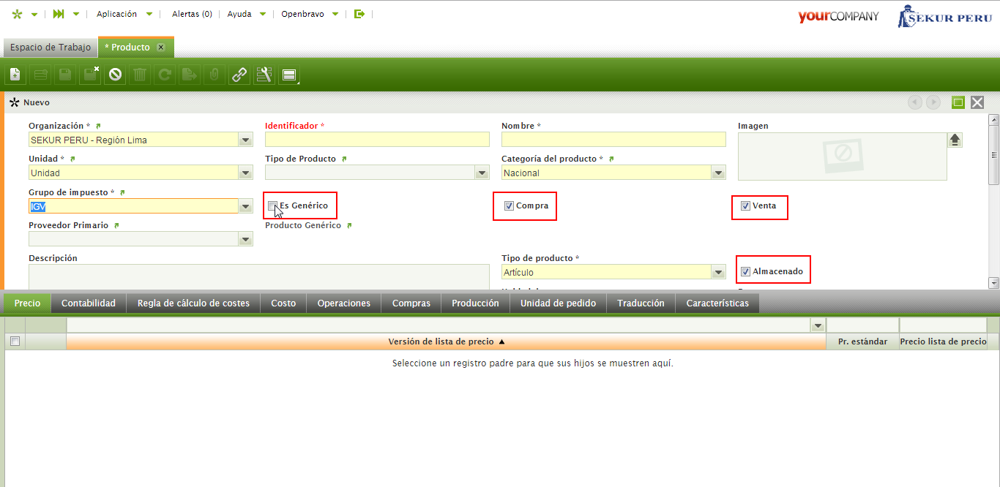 Aplicación Alertas (0) Ayuda Openbravo yourCOMPANY SEKUR PERU
Espacio de Trabajo * Producto
Nuevo
Organización * Identificador * Nombre * Imagen
SEKUR PERU - Región Lima
Unidad * Tipo de Producto Categoría del producto *
Unidad Nacional
Grupo de impuesto *
IGV Es Genérico Compra Venta
Proveedor Primario Producto Genérico
Descripción Tipo de producto *
Artículo Almacenado
Precio Contabilidad Regla de cálculo de costes Costo Operaciones Compras Producción Unidad de pedido Traducción Características
Versión de lista de precio Pr. estándar Precio lista de precio
Seleccione un registro padre para que sus hijos se muestren aquí.